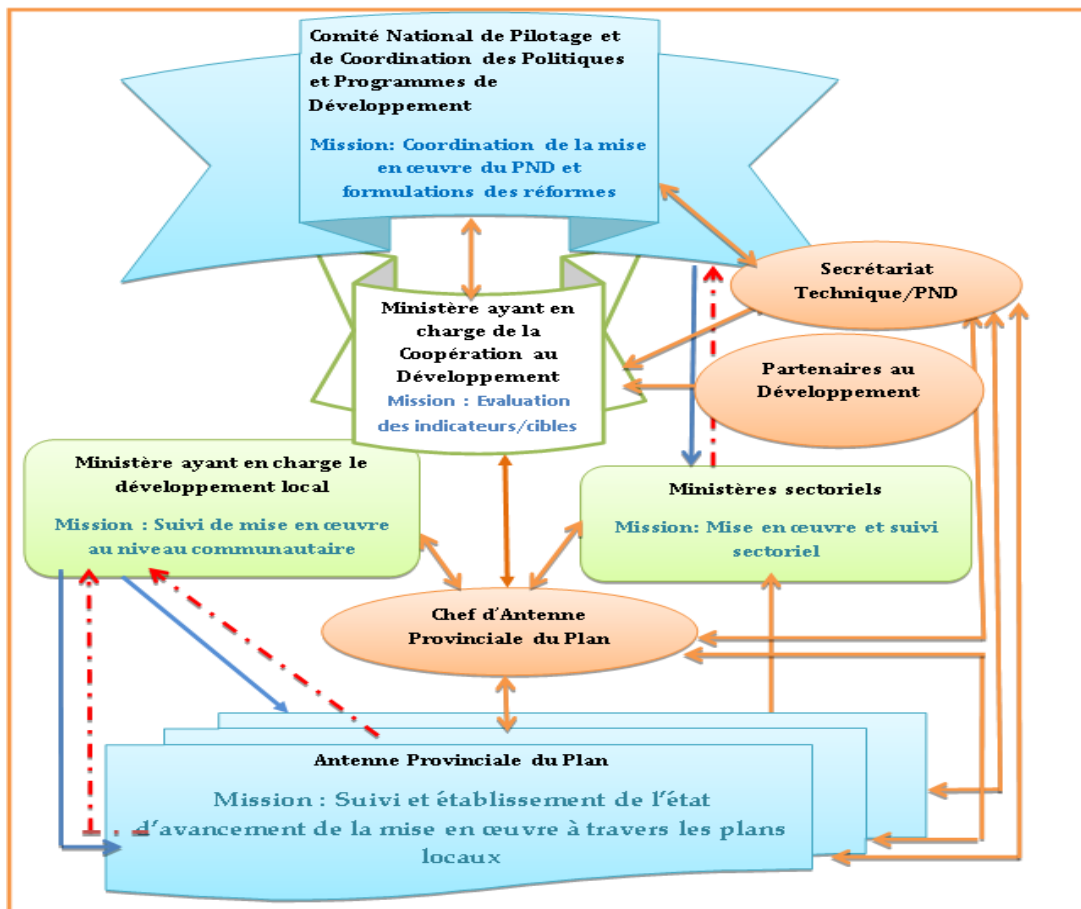 Comité National de Pilotage et
de Coordination des Politiques
et Programmes de
Développement
Mission: Coordination de la mise
en œuvre du PND et
formulations des réformes
Secrétariat
Technique/PND
Ministère ayant en
charge de la
Coopération au
Développement
Mission : Evaluation
des indicateurs/cibles
Partenaires au
Développement
Ministère ayant en charge le
développement local
Mission : Suivi de mise en œuvre
au niveau communautaire
Ministères sectoriels
Mission: Mise en œuvre et suivi
sectoriel
Chef d'Antenne
Provinciale du Plan
Antenne Provinciale du Plan
Mission : Suivi et établissement de l'état
d'avancement de la mise en œuvre à travers les plans
locaux